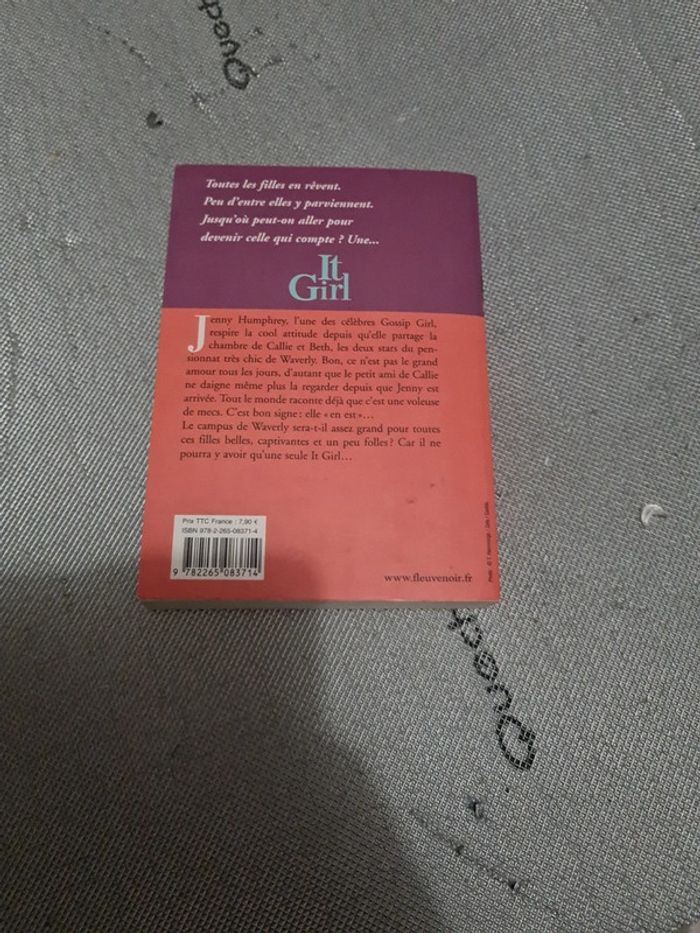 Quech
Toutes les filles en rêvent.
Peu d'entre elles y parviennent.
Jusqu'où peut-on aller pour
devenir celle qui compte ? Une...
It
Girl
Jenny Humphrey, l'une des célèbres Gossip Girl,
respire la cool attitude depuis qu'elle partage la
chambre de Callie et Beth, les deux stars du pen-
sionnat très chic de Waverly. Bon, ce n'est pas le grand
amour tous les jours, d'autant que le petit ami de Callie
ne daigne même plus la regarder depuis que Jenny est
arrivée. Tout le monde raconte déjà que c'est une voleuse
de mecs. C'est bon signe : elle « en est »...
Le campus de Waverly sera-t-il assez grand pour toutes
ces filles belles, captivantes et un peu folles ? Car il ne
pourra y avoir qu'une seule It Girl...
Prix TTC France : 7,90 €
ISBN 978-2-265-08371-4
9 782265 083714
www.fleuvenoir.fr
Quech